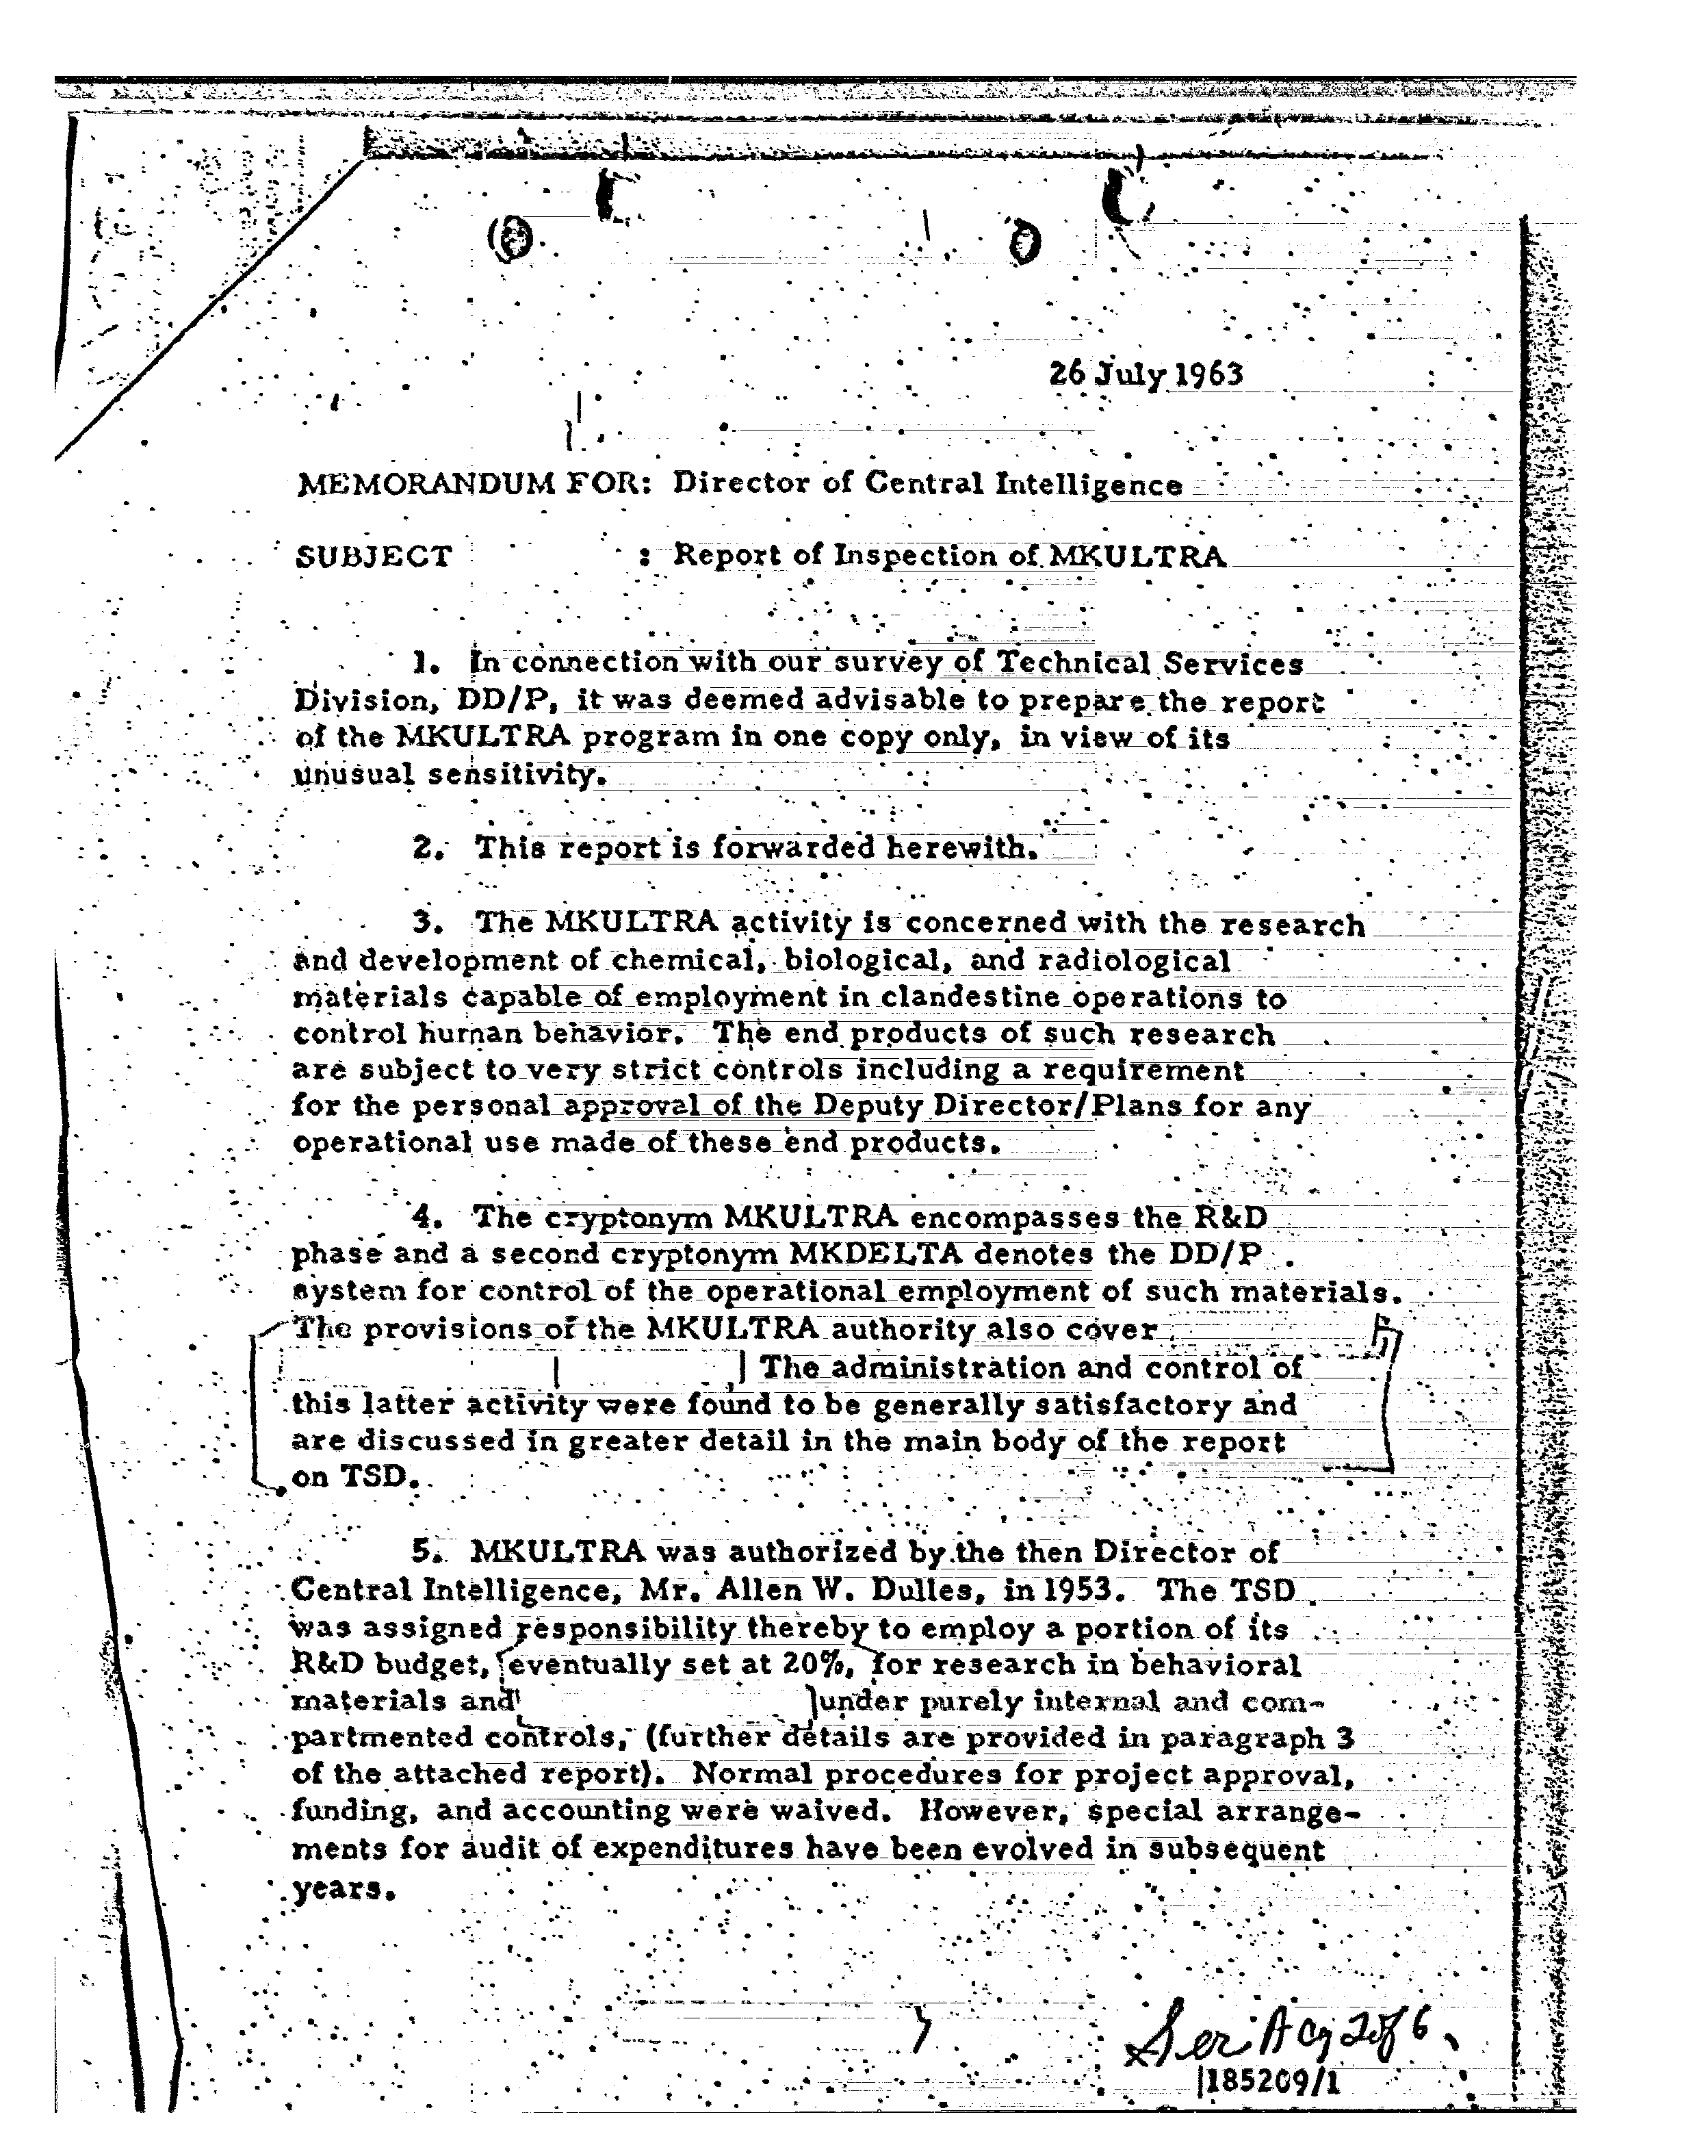 26 July 1963
MEMORANDUM FOR: Director of Central Intelligence
SUBJECT : Report of Inspection of MKULTRA
1. In connection with our survey of Technical Services
Division, DD/P, it was deemed advisable to prepare the report
of the MKULTRA program in one copy only, in view of its
unusual sensitivity.
2. This report is forwarded herewith.
3. The MKULTRA activity is concerned with the research
and development of chemical, biological, and radiological
materials capable of employment in clandestine operations to
control human behavior. The end products of such research
are subject to very strict controls including a requirement
for the personal approval of the Deputy Director/Plans for any
operational use made of these end products.
4. The cryptonym MKULTRA encompasses the R&D
phase and a second cryptonym MKDELTA denotes the DD/P
system for control of the operational employment of such materials.
The provisions of the MKULTRA authority also cover
] The administration and control of
this latter activity were found to be generally satisfactory and
are discussed in greater detail in the main body of the report
on TSD.
5. MKULTRA was authorized by the then Director of
Central Intelligence, Mr. Allen W. Dulles, in 1953. The TSD
was assigned responsibility thereby to employ a portion of its
R&D budget, eventually set at 20%, for research in behavioral
materials and [ ] under purely internal and com-
partmented controls, (further details are provided in paragraph 3
of the attached report). Normal procedures for project approval,
funding, and accounting were waived. However, special arrange-
ments for audit of expenditures have been evolved in subsequent
years.
Ser A cy 2 of 6
185209/1